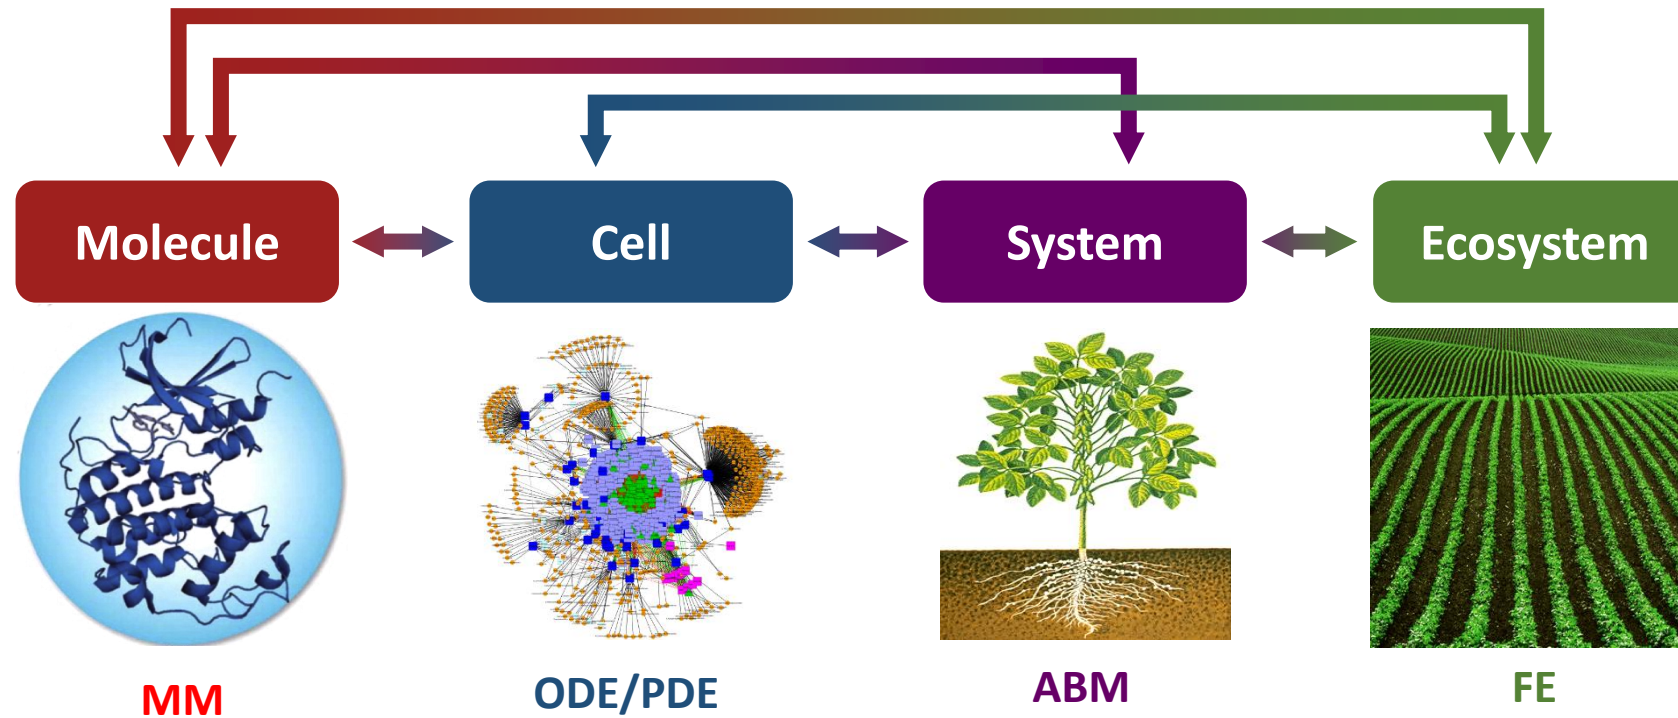 Molecule
Cell
System
Ecosystem
MM
ODE/PDE
ABM
FE